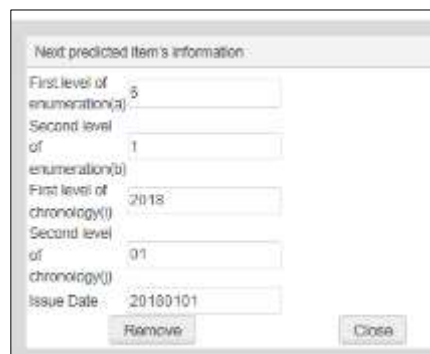 Next predicted item's information
First level of
enumeration(a) 6
Second level
of 1
enumeration(b)
First level of
chronology(i) 2018
Second level
of 01
chronology(j)
Issue Date 20180101
Remove Close